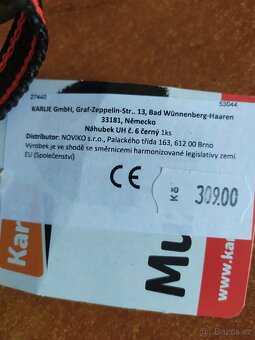 27440
53044
KARLIE GmbH, Graf-Zeppelin-Str.. 13, Bad Wünnenberg-Haaren
33181, Německo
Náhubek UH č. 6 černý 1ks
Distributor: NOVIKO s.r.o., Palackého třída 163, 612 00 Brno
Výrobek je ve shodě se směrnicemi harmonizované legislativy zemí
EU (Společenství)
CE
Kč 309.00
Kar
Mu
www.kar